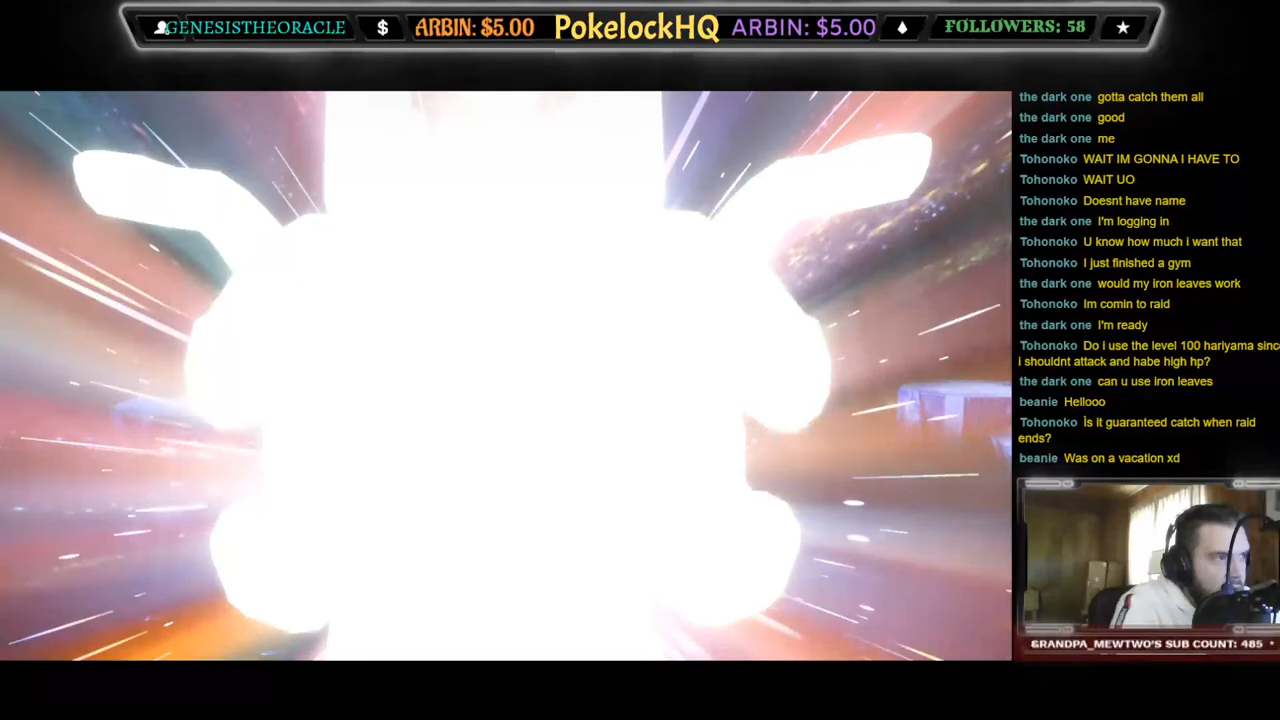 GENESISTHEORACLE $ ARBIN: $5.00 PokelockHQ ARBIN: $5.00 FOLLOWERS: 58
the dark one gotta catch them all
the dark one good
the dark one me
Tohonoko WAIT IM GONNA I HAVE TO
Tohonoko WAIT UO
Tohonoko Doesnt have name
the dark one I'm logging in
Tohonoko U know how much i want that
Tohonoko I just finished a gym
the dark one would my iron leaves work
Tohonoko Im comin to raid
the dark one I'm ready
Tohonoko Do i use the level 100 hariyama since
i shouldnt attack and habe high hp?
the dark one can u use iron leaves
beanie Hellooo
Tohonoko Ìs it guaranteed catch when raid
ends?
beanie Was on a vacation xd
GRANDPA_MEWTWO'S SUB COUNT: 485 *